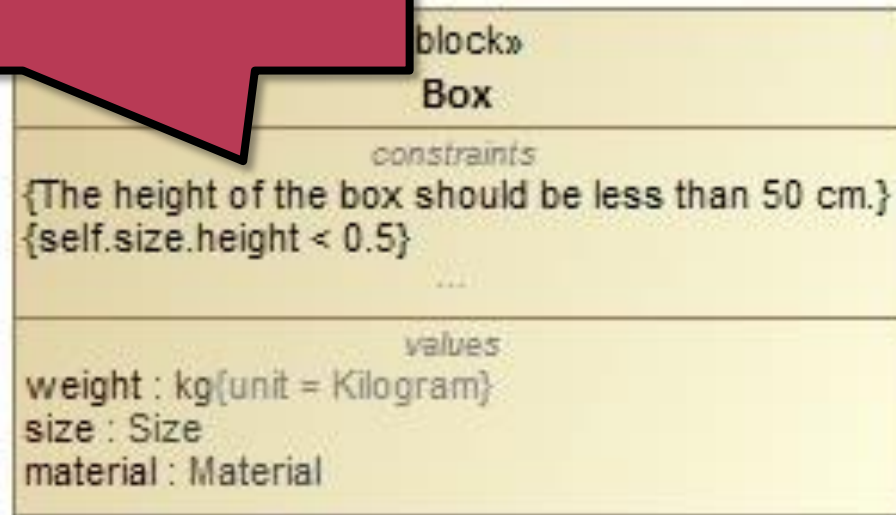 block»
Box
constraints
{The height of the box should be less than 50 cm.}
{self.size.height < 0.5}
...
values
weight : kg{unit = Kilogram}
size : Size
material : Material